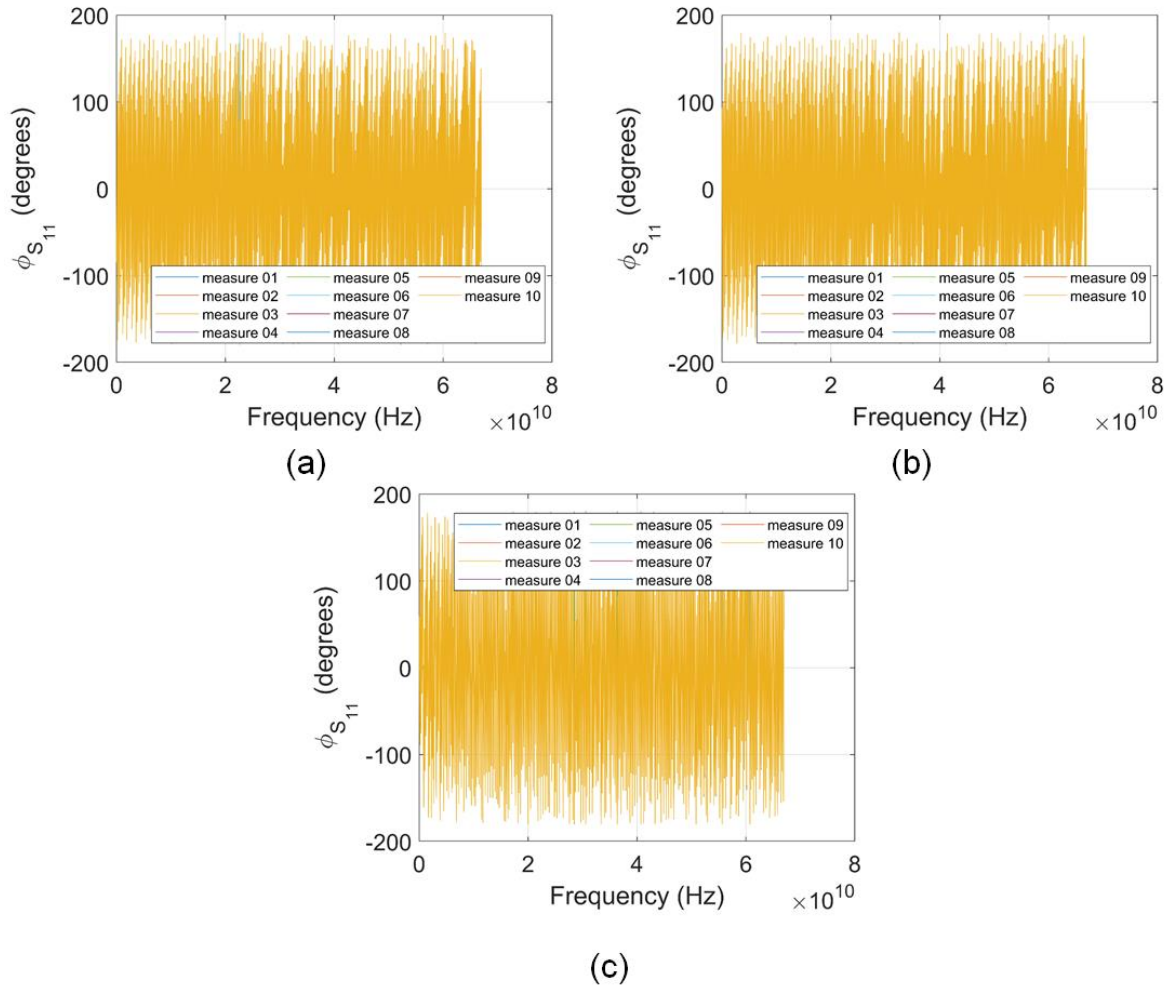 200
100
0
-100
-200
ϕS11 (degrees)
measure 01
measure 02
measure 03
measure 04
measure 05
measure 06
measure 07
measure 08
measure 09
measure 10
0 2 4 6 8
Frequency (Hz)
×10^10
(a)
200
100
0
-100
-200
ϕS11 (degrees)
measure 01
measure 02
measure 03
measure 04
measure 05
measure 06
measure 07
measure 08
measure 09
measure 10
0 2 4 6 8
Frequency (Hz)
×10^10
(b)
200
100
0
-100
-200
ϕS11 (degrees)
measure 01
measure 02
measure 03
measure 04
measure 05
measure 06
measure 07
measure 08
measure 09
measure 10
0 2 4 6 8
Frequency (Hz)
×10^10
(c)